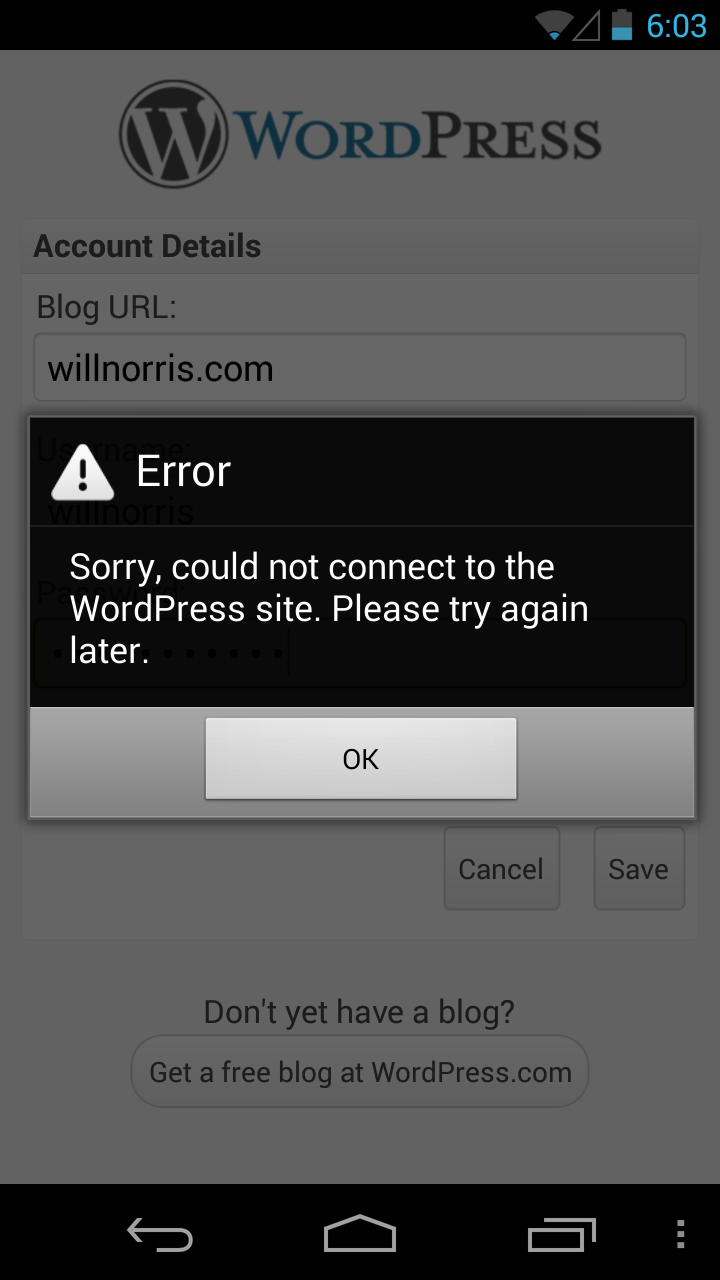 6:03
WORDPRESS
Account Details
Blog URL:
willnorris.com
Username:
Error
willnorris
Sorry, could not connect to the
Password:
WordPress site. Please try again
later.
OK
Cancel
Save
Don't yet have a blog?
Get a free blog at WordPress.com